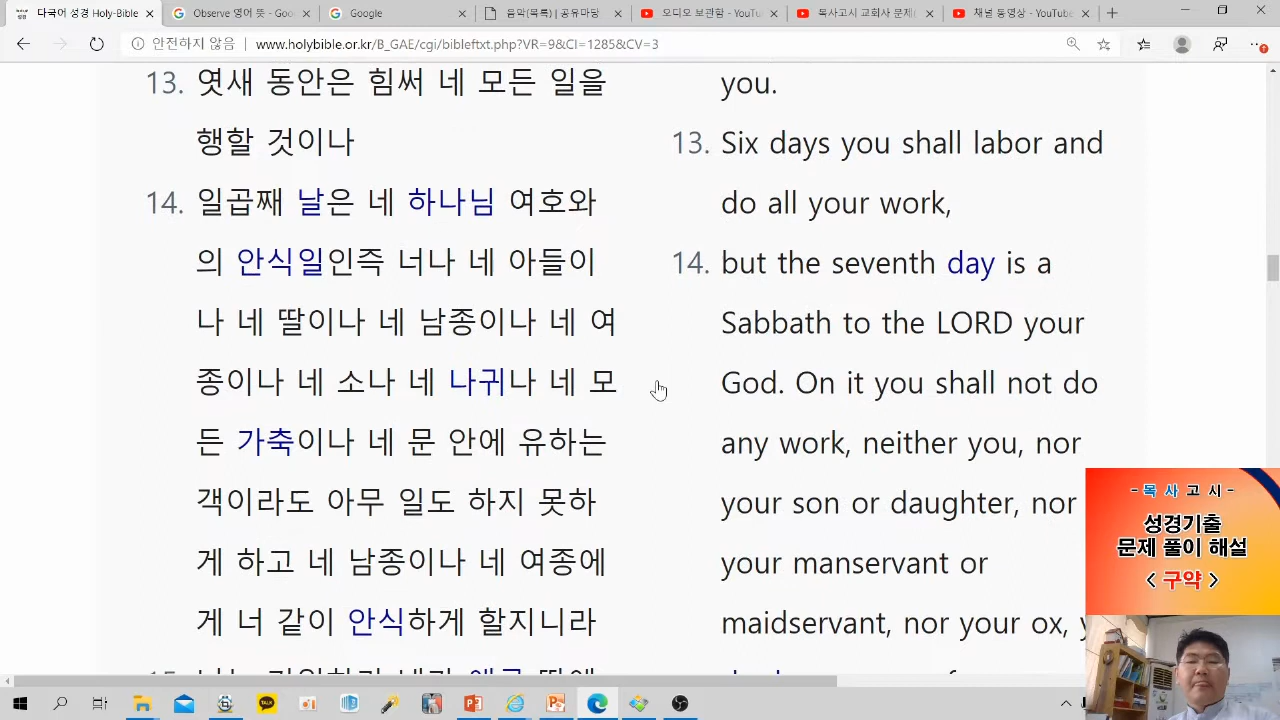 다국어 성경 Holy-Bible
Observe 영어 뜻 - Goo
Google
음악(목록) | 공유마당
오디오 보관함 - YouTu
목사고시 교회사 문제(
채널 동영상 - YouTube
안전하지 않음
www.holybible.or.kr/B_GAE/cgi/bibleftxt.php?VR=9&CI=1285&CV=3
13. 엿새 동안은 힘써 네 모든 일을
행할 것이나
14. 일곱째 날은 네 하나님 여호와
의 안식일인즉 너나 네 아들이
나 네 딸이나 네 남종이나 네 여
종이나 네 소나 네 나귀나 네 모
든 가축이나 네 문 안에 유하는
객이라도 아무 일도 하지 못하
게 하고 네 남종이나 네 여종에
게 너 같이 안식하게 할지니라
you.
13. Six days you shall labor and
do all your work,
14. but the seventh day is a
Sabbath to the LORD your
God. On it you shall not do
any work, neither you, nor
your son or daughter, nor
your manservant or
maidservant, nor your ox,
- 목사고시 -
성경기출
문제 풀이 해설
< 구약 >
TALK